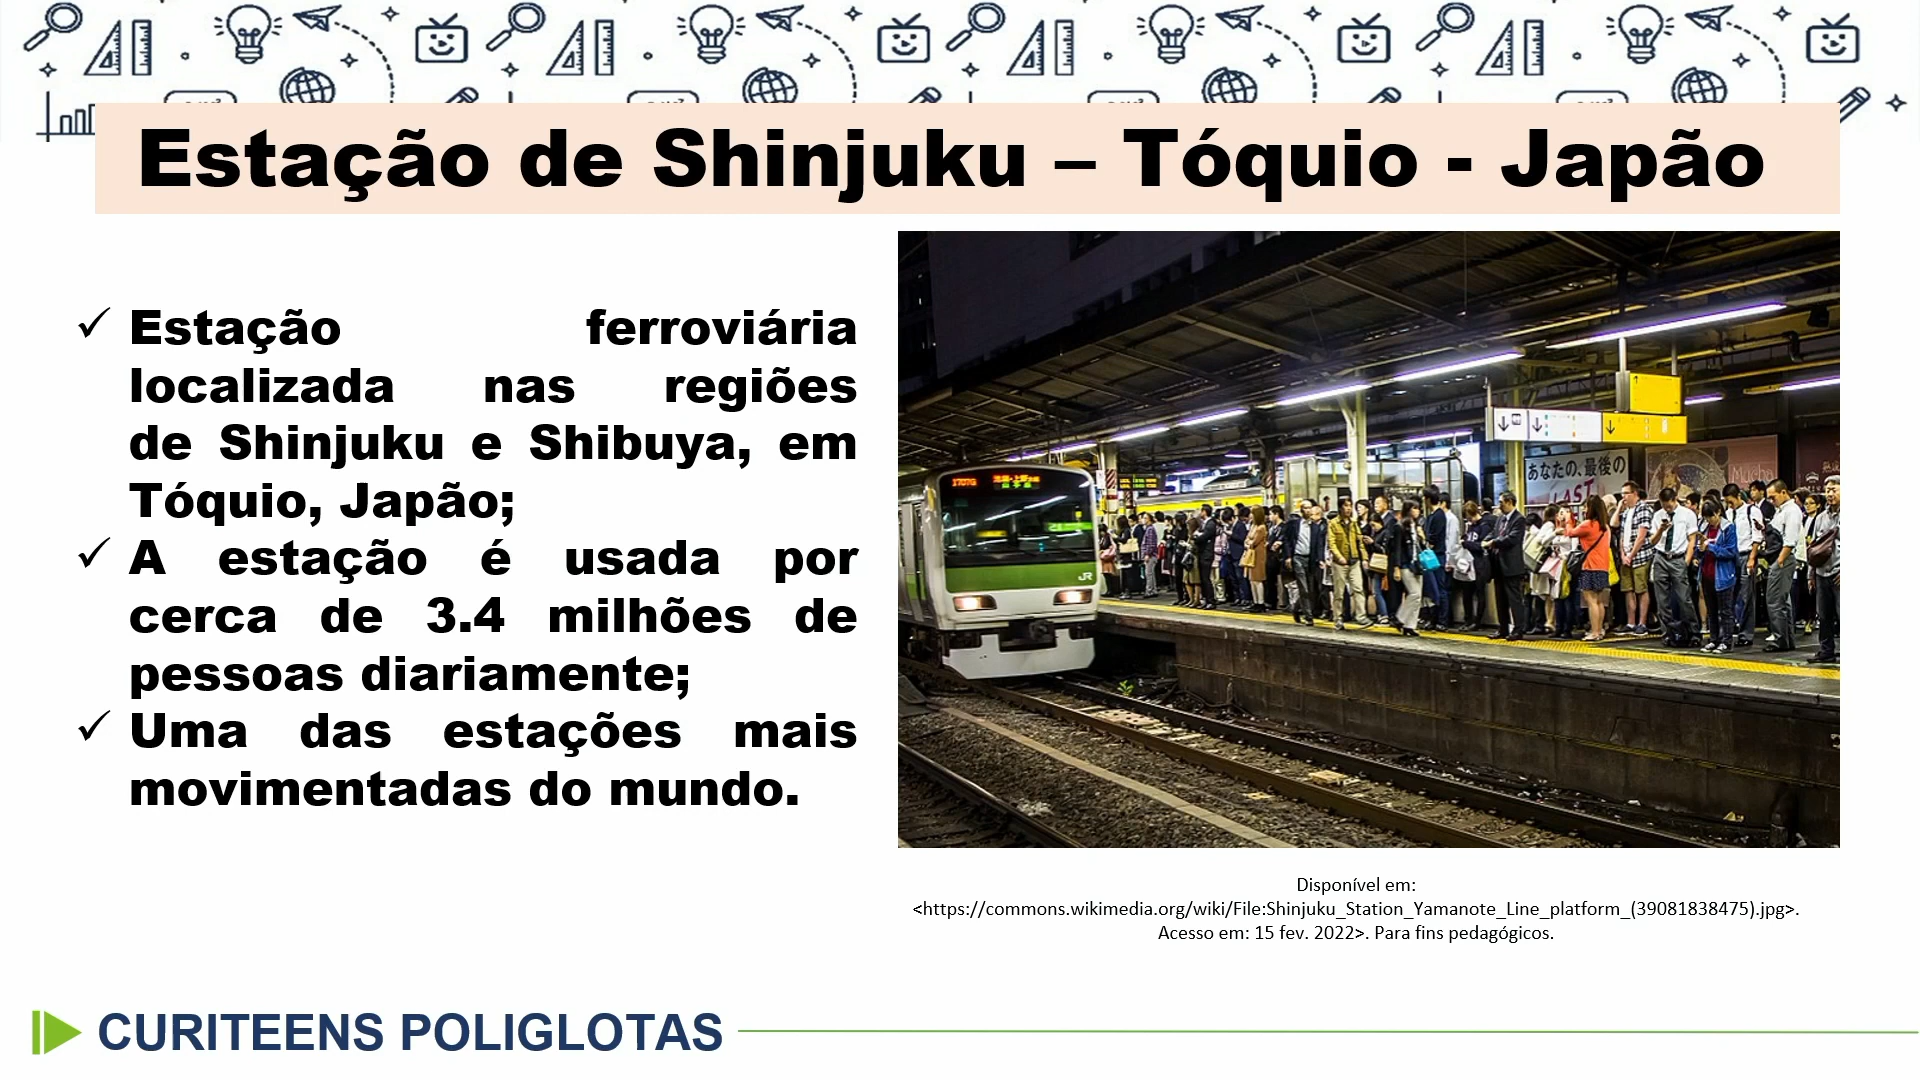 Estação de Shinjuku – Tóquio - Japão
Estação ferroviária
localizada nas regiões
de Shinjuku e Shibuya, em
Tóquio, Japão;
A estação é usada por
cerca de 3.4 milhões de
pessoas diariamente;
Uma das estações mais
movimentadas do mundo.
あなたの、最後の
LAST
Mucha
JR
Disponível em:
<https://commons.wikimedia.org/wiki/File:Shinjuku_Station_Yamanote_Line_platform_(39081838475).jpg>.
Acesso em: 15 fev. 2022>. Para fins pedagógicos.
CURITEENS POLIGLOTAS